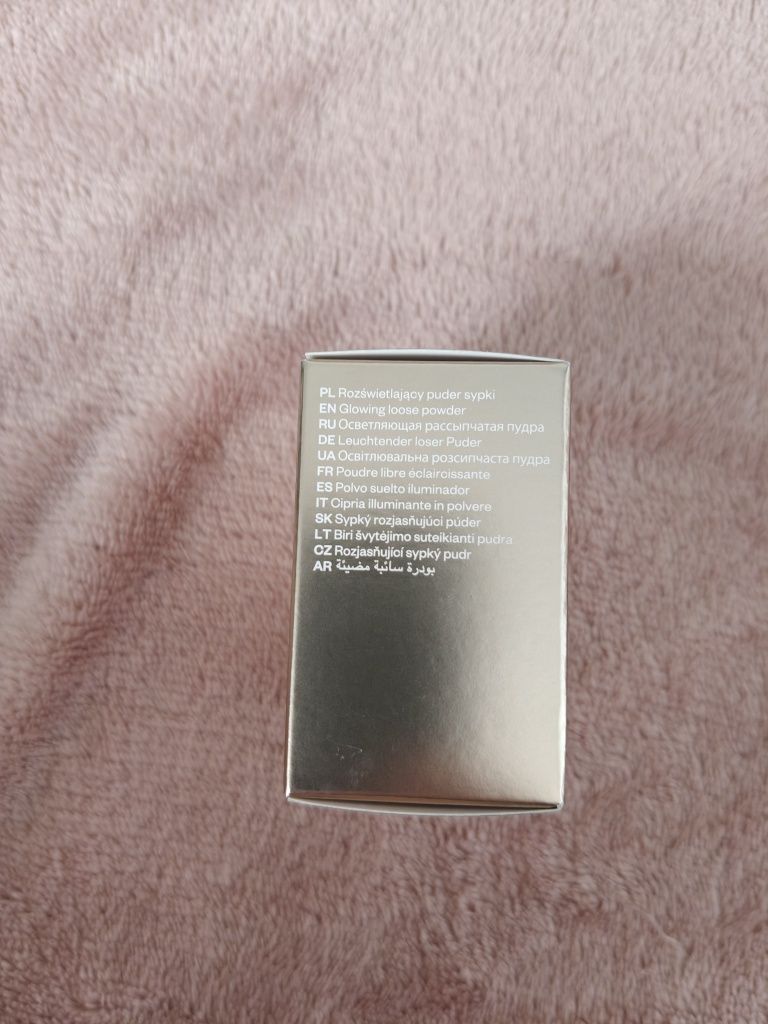 PL Rozświetlający puder sypki
EN Glowing loose powder
RU Осветляющая рассыпчатая пудра
DE Leuchtender loser Puder
UA Освітлювальна розсипчаста пудра
FR Poudre libre éclaircissante
ES Polvo suelto iluminador
IT Cipria illuminante in polvere
SK Sypký rozjasňujúci púder
LT Biri švytėjimo suteikianti pudra
CZ Rozjasňující sypký pudr
AR بودرة سائبة مضيئة